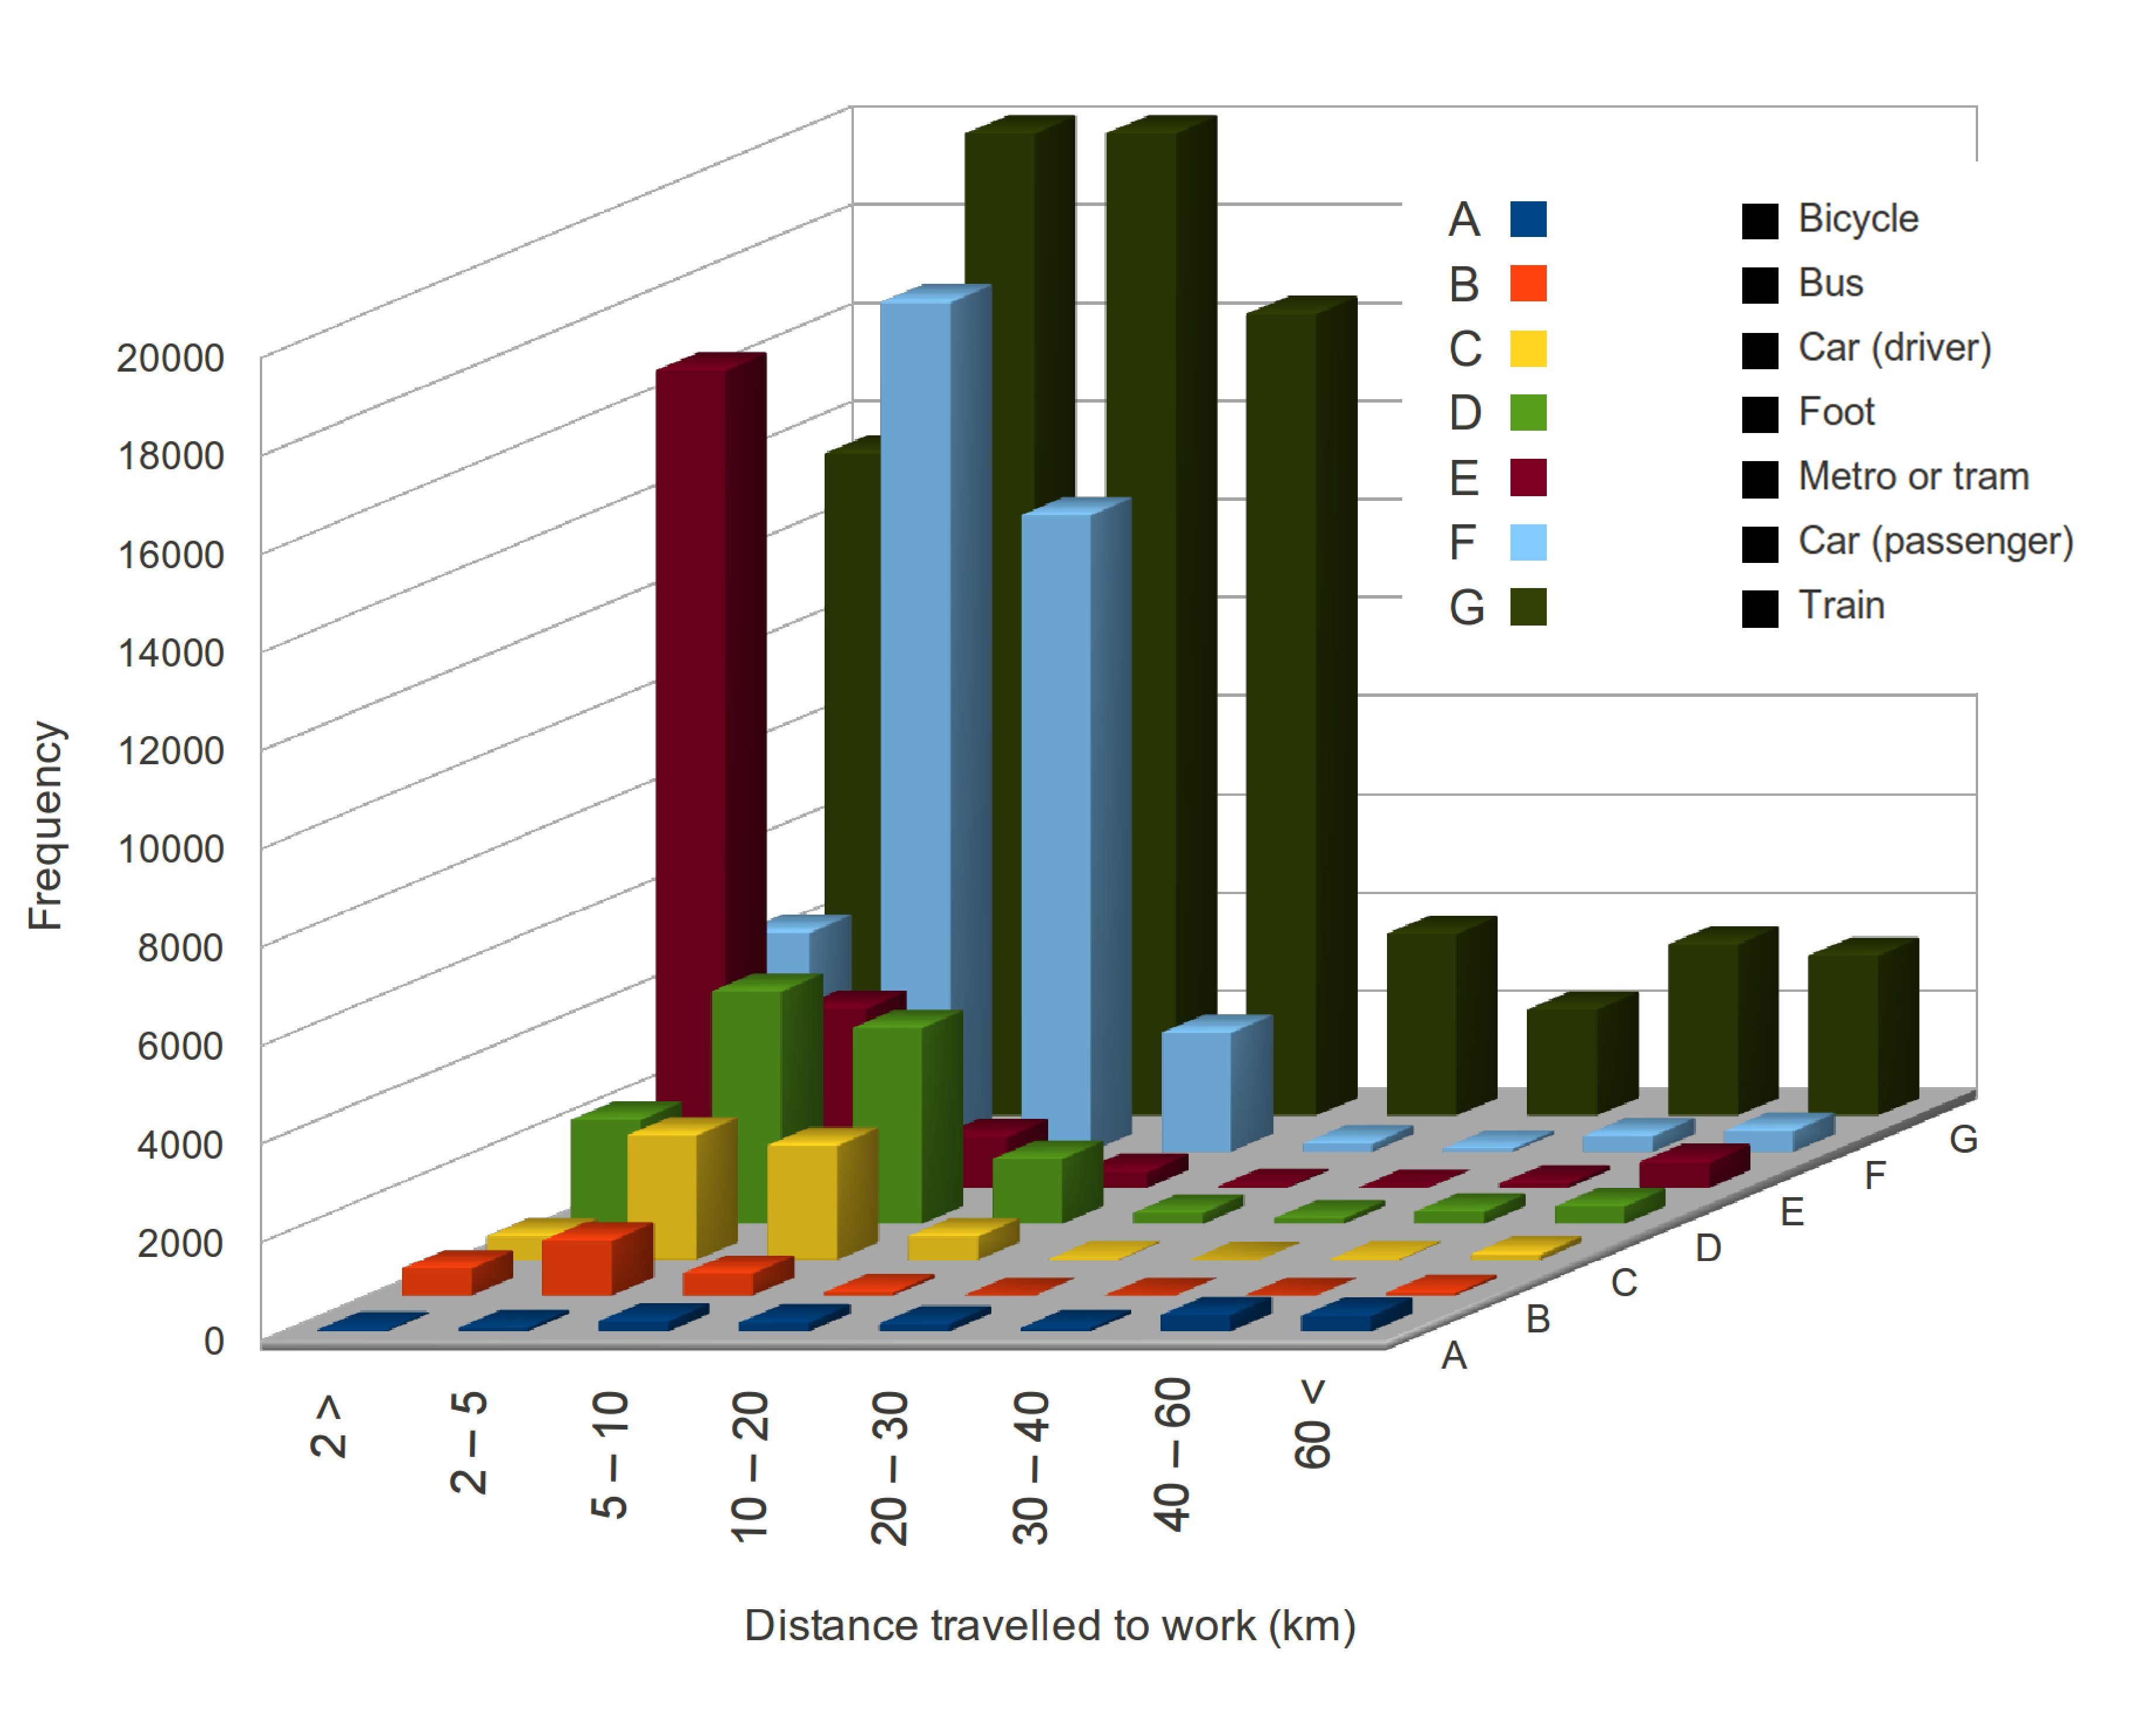 A Bicycle
B Bus
C Car (driver)
D Foot
E Metro or tram
F Car (passenger)
G Train
20000
18000
16000
14000
12000
10000
8000
6000
4000
2000
0
Frequency
G
F
E
D
C
B
A
2 >
2 – 5
5 – 10
10 – 20
20 – 30
30 – 40
40 – 60
60 <
Distance travelled to work (km)